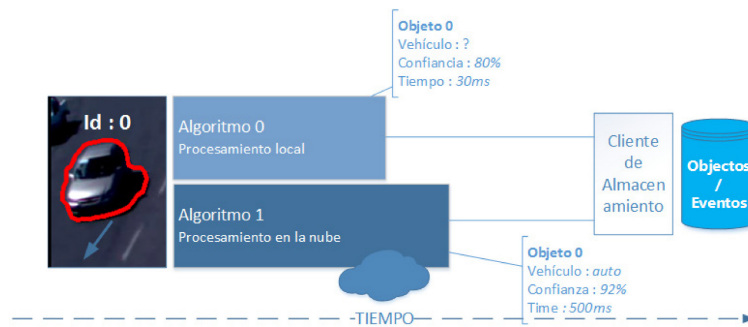 Objeto 0
Vehículo : ?
Confiancia : 80%
Tiempo : 30ms
Id : 0
Algoritmo 0
Procesamiento local
Algoritmo 1
Procesamiento en la nube
Cliente
de
Almacen
amiento
Objectos
/
Eventos
Objeto 0
Vehículo : auto
Confianza : 92%
Time : 500ms
TIEMPO